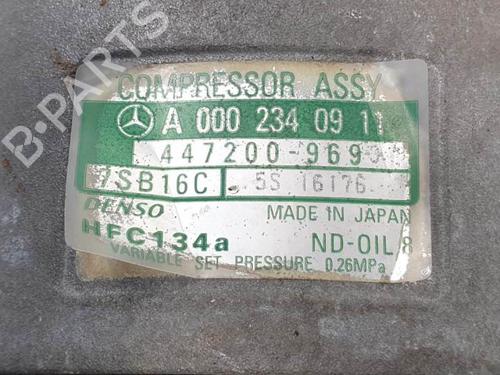 COMPRESSOR ASSY
A 000 234 09 11
447200-969
7SB16C 5S 16176
DENSO MADE IN JAPAN
HFC134a ND-OIL 8
VARIABLE SET PRESSURE 0.26MPa
B-PARTS